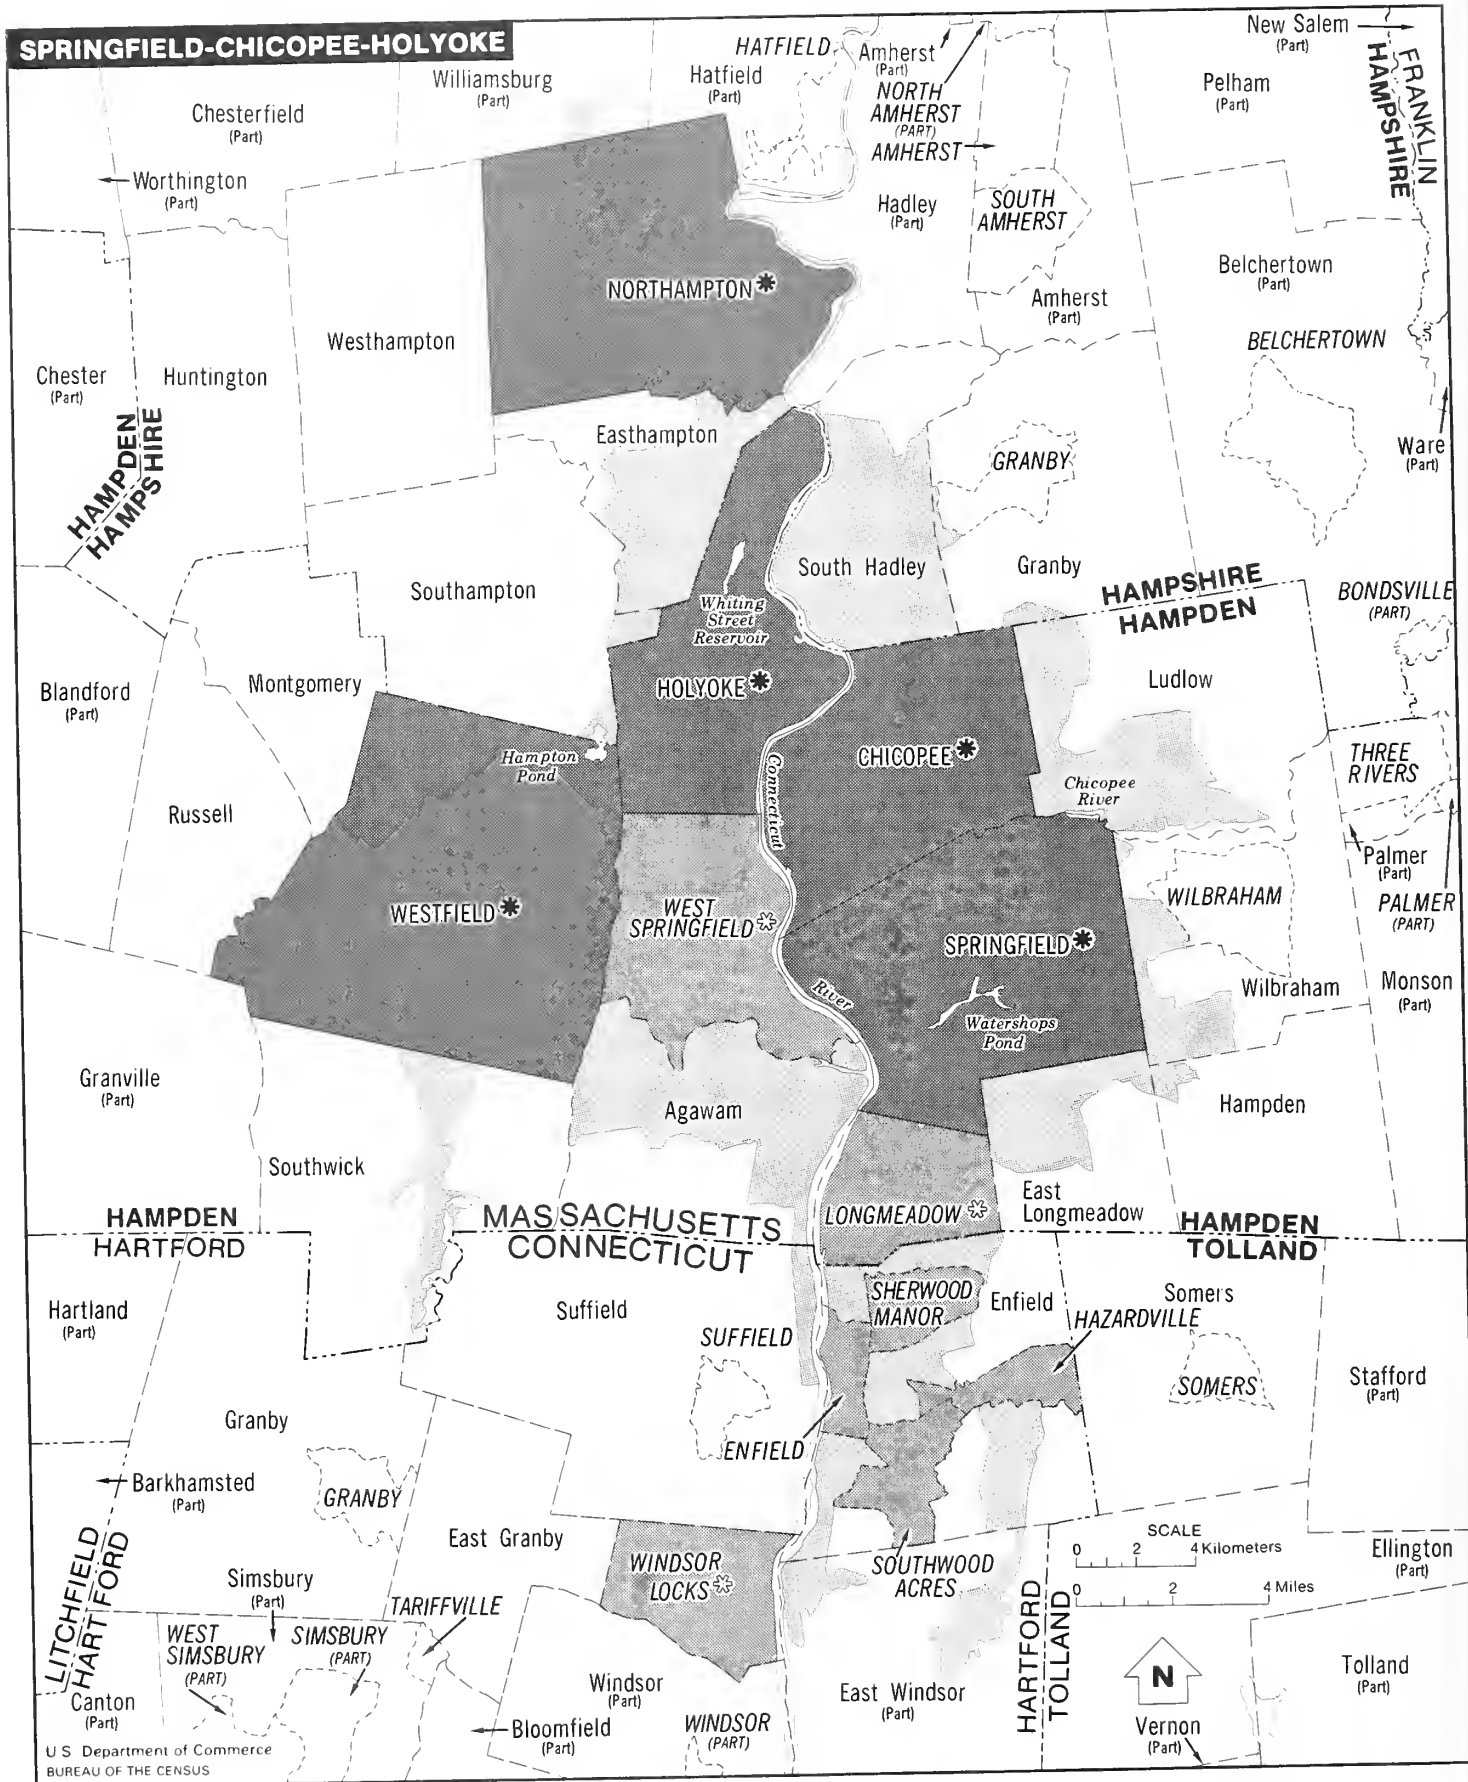 SPRINGFIELD-CHICOPEE-HOLYOKE
New Salem
(Part)
HATFIELD
Amherst
(Part)
Williamsburg
(Part)
Hatfield
(Part)
NORTH
AMHERST
(PART)
AMHERST
Pelham
(Part)
FRANKLIN
HAMPSHIRE
Chesterfield
(Part)
Worthington
(Part)
Hadley
(Part)
SOUTH
AMHERST
Belchertown
(Part)
NORTHAMPTON
Amherst
(Part)
Westhampton
BELCHERTOWN
Chester
(Part)
Huntington
HAMPDEN
HAMPSHIRE
Easthampton
GRANBY
Ware
(Part)
South Hadley
Granby
HAMPSHIRE
HAMPDEN
BONDSVILLE
(PART)
Southampton
Whiting
Street
Reservoir
Blandford
(Part)
Montgomery
HOLYOKE
Ludlow
Hampton
Pond
CHICOPEE
THREE
RIVERS
Chicopee
River
Connecticut
Russell
Palmer
(Part)
WILBRAHAM
PALMER
(PART)
WESTFIELD
WEST
SPRINGFIELD
SPRINGFIELD
River
Watershops
Pond
Wilbraham
Monson
(Part)
Granville
(Part)
Agawam
Hampden
Southwick
LONGMEADOW
East
Longmeadow
HAMPDEN
HARTFORD
MASSACHUSETTS
CONNECTICUT
HAMPDEN
TOLLAND
Hartland
(Part)
Suffield
SHERWOOD
MANOR
Enfield
Somers
HAZARDVILLE
SUFFIELD
SOMERS
Stafford
(Part)
Granby
ENFIELD
Barkhamsted
(Part)
GRANBY
LITCHFIELD
HARTFORD
East Granby
WINDSOR
LOCKS
SOUTHWOOD
ACRES
SCALE
0 2 4 Kilometers
0 2 4 Miles
Ellington
(Part)
Simsbury
(Part)
TARIFFVILLE
WEST
SIMSBURY
(PART)
SIMSBURY
(PART)
HARTFORD
TOLLAND
N
Tolland
(Part)
Canton
(Part)
Windsor
(Part)
East Windsor
(Part)
Bloomfield
(Part)
WINDSOR
(PART)
Vernon
(Part)
U S Department of Commerce
BUREAU OF THE CENSUS